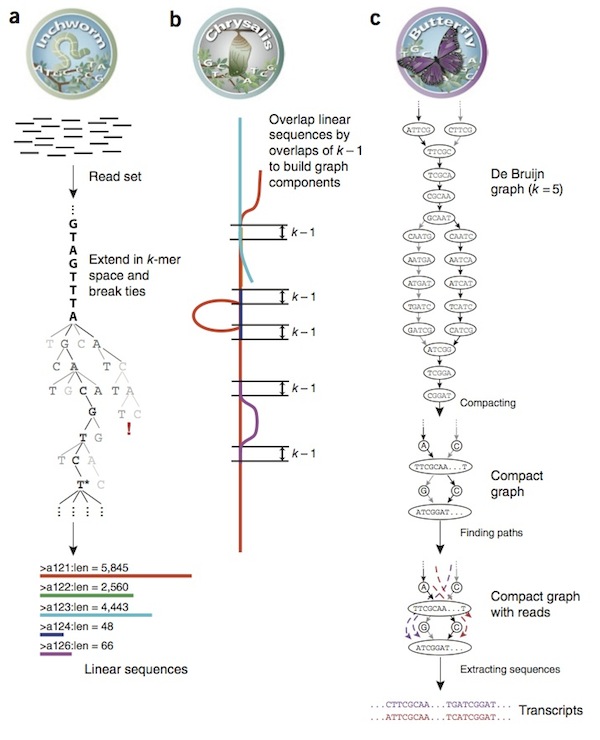 a
Inchworm
Read set
G
T
A
G
T
T
T
A
Extend in k-mer
space and
break ties
T G C A
C A T C
T G C A T A
G T C
!
T G
T C A
T* C
>a121:len = 5,845
>a122:len = 2,560
>a123:len = 4,443
>a124:len = 48
>a126:len = 66
Linear sequences
b
Chrysalis
Overlap linear
sequences by
overlaps of k – 1
to build graph
components
k – 1
k – 1
k – 1
k – 1
k – 1
c
Butterfly
ATTCG CTTCG
TTCGC
TCGCA
CGCAA
GCAAT
CAATG CAATC
AATGA AATCA
ATGAT ATCAT
TGATC TCATC
GATCG CATCG
ATCGG
TCGGA
CGGAT
De Bruijn
graph (k = 5)
Compacting
A C
TTCGCAA...T
G C
ATCGGAT...
Compact
graph
Finding paths
A C
TTCGCAA...T
G C
ATCGGAT...
Compact graph
with reads
Extracting sequences
...CTTCGCAA...TGATCGGAT...
...ATTCGCAA...TCATCGGAT...
Transcripts